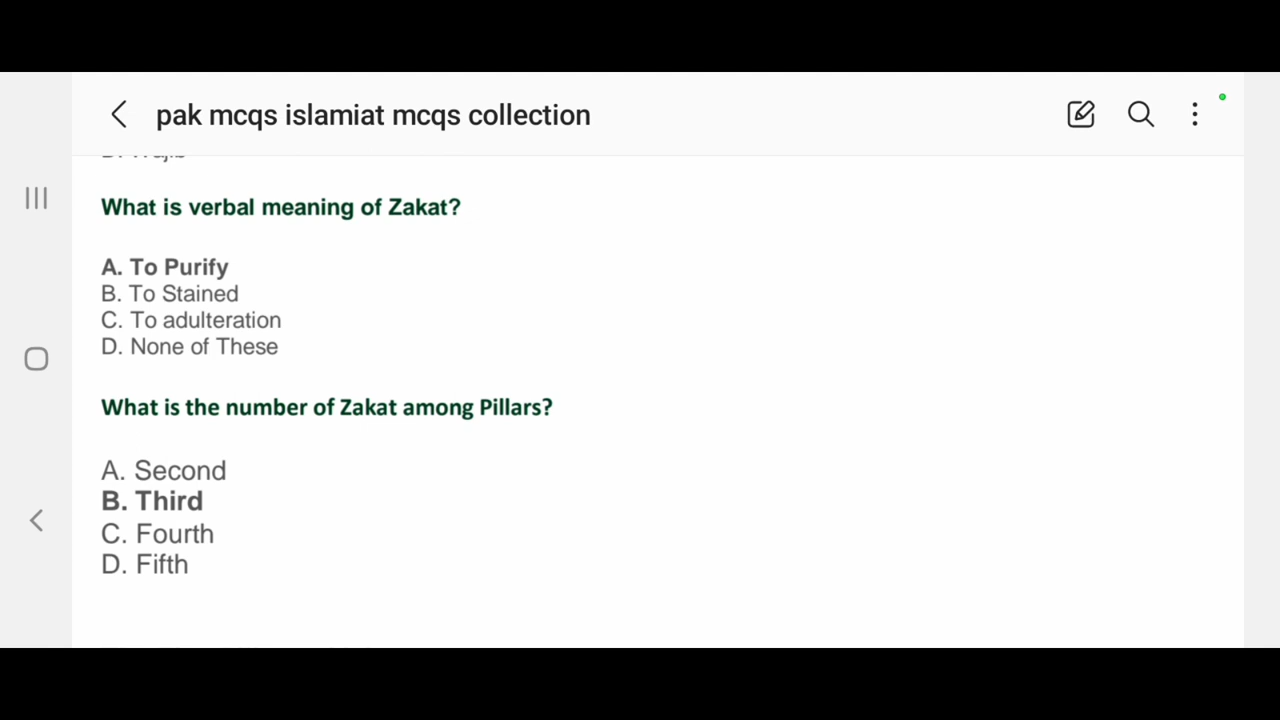 pak mcqs islamiat mcqs collection
What is verbal meaning of Zakat?
A. To Purify
B. To Stained
C. To adulteration
D. None of These
What is the number of Zakat among Pillars?
A. Second
B. Third
C. Fourth
D. Fifth